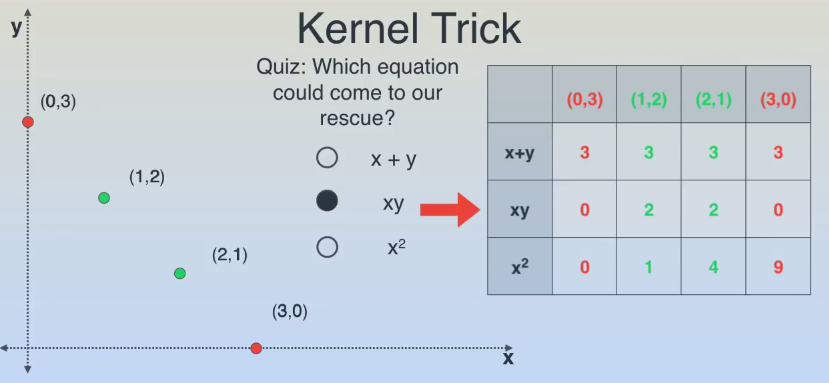 Kernel Trick
Quiz: Which equation
could come to our
rescue?
x + y
xy
x²
y
(0,3)
(1,2)
(2,1)
(3,0)
x
(0,3) (1,2) (2,1) (3,0)
x+y 3 3 3 3
xy 0 2 2 0
x² 0 1 4 9